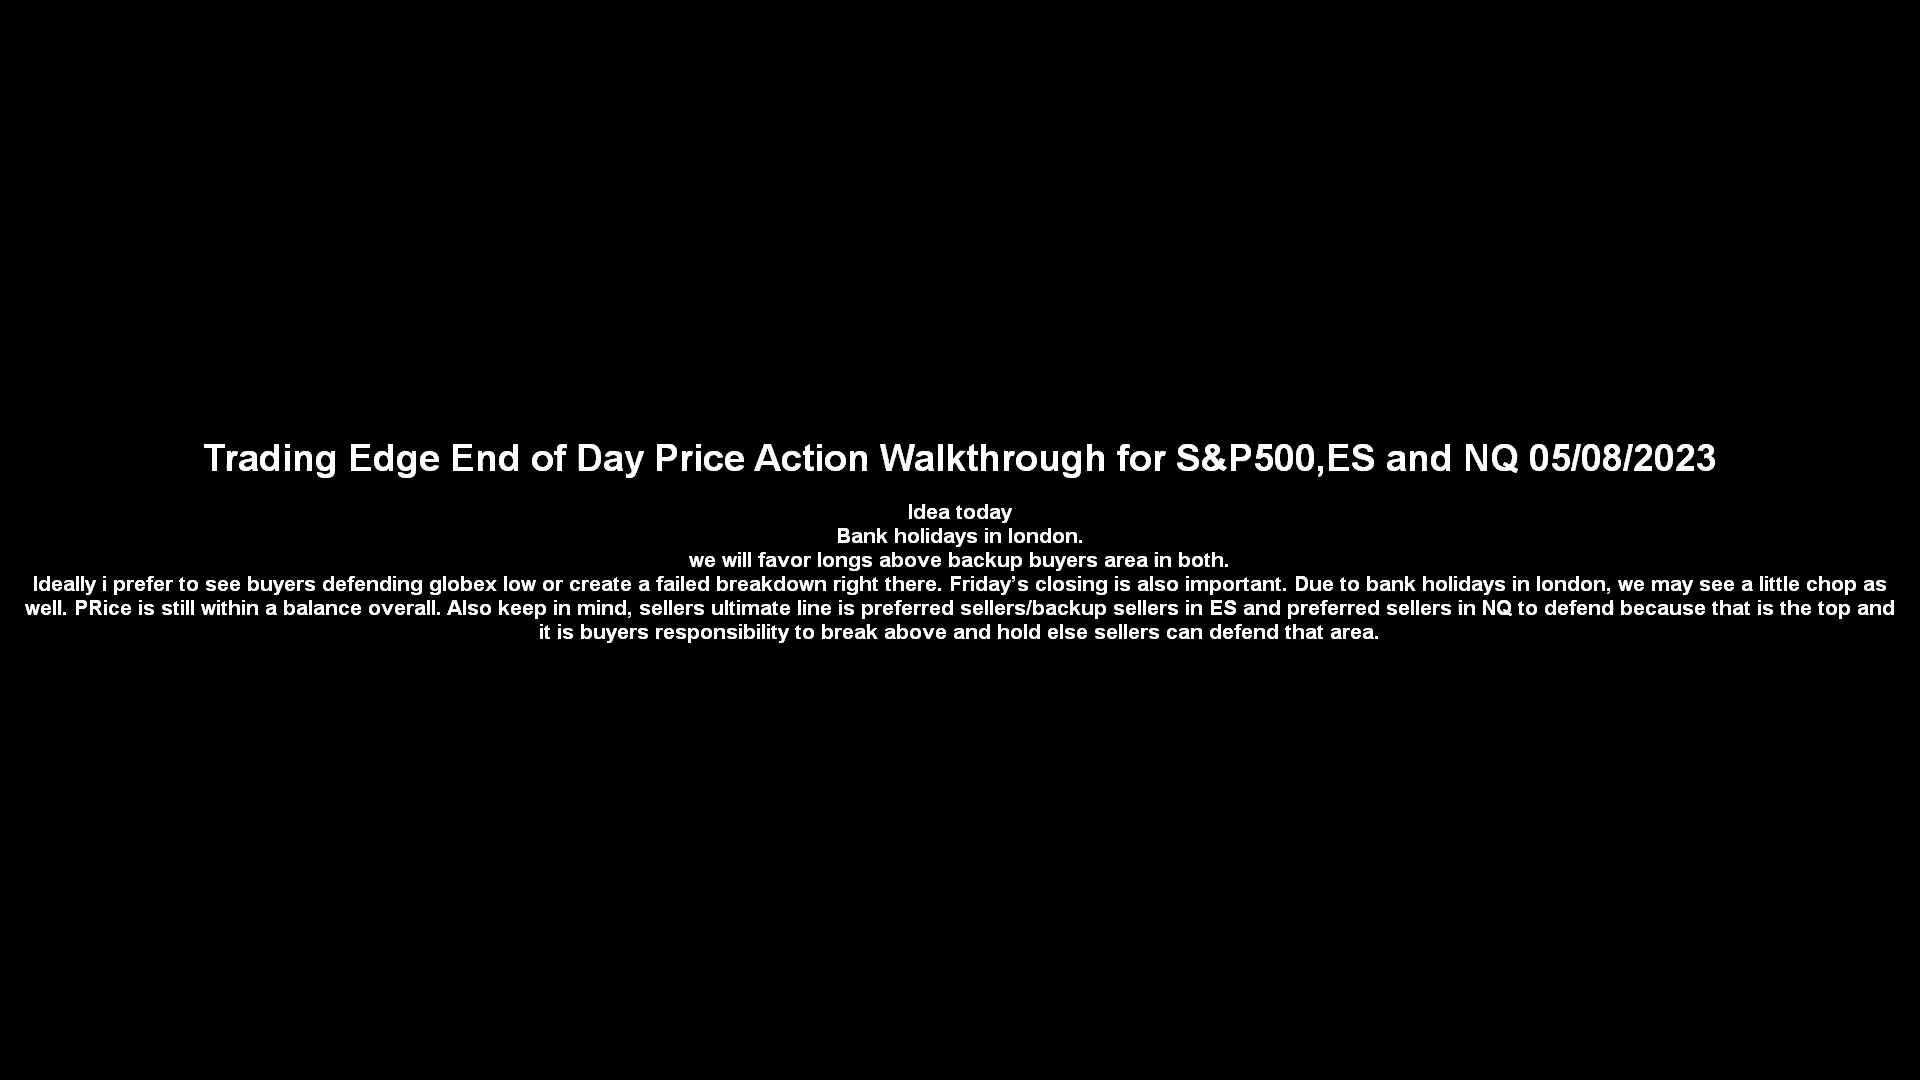 Trading Edge End of Day Price Action Walkthrough for S&P500,ES and NQ 05/08/2023
Idea today
Bank holidays in london.
we will favor longs above backup buyers area in both.
Ideally i prefer to see buyers defending globex low or create a failed breakdown right there. Friday’s closing is also important. Due to bank holidays in london, we may see a little chop as
well. PRice is still within a balance overall. Also keep in mind, sellers ultimate line is preferred sellers/backup sellers in ES and preferred sellers in NQ to defend because that is the top and
it is buyers responsibility to break above and hold else sellers can defend that area.